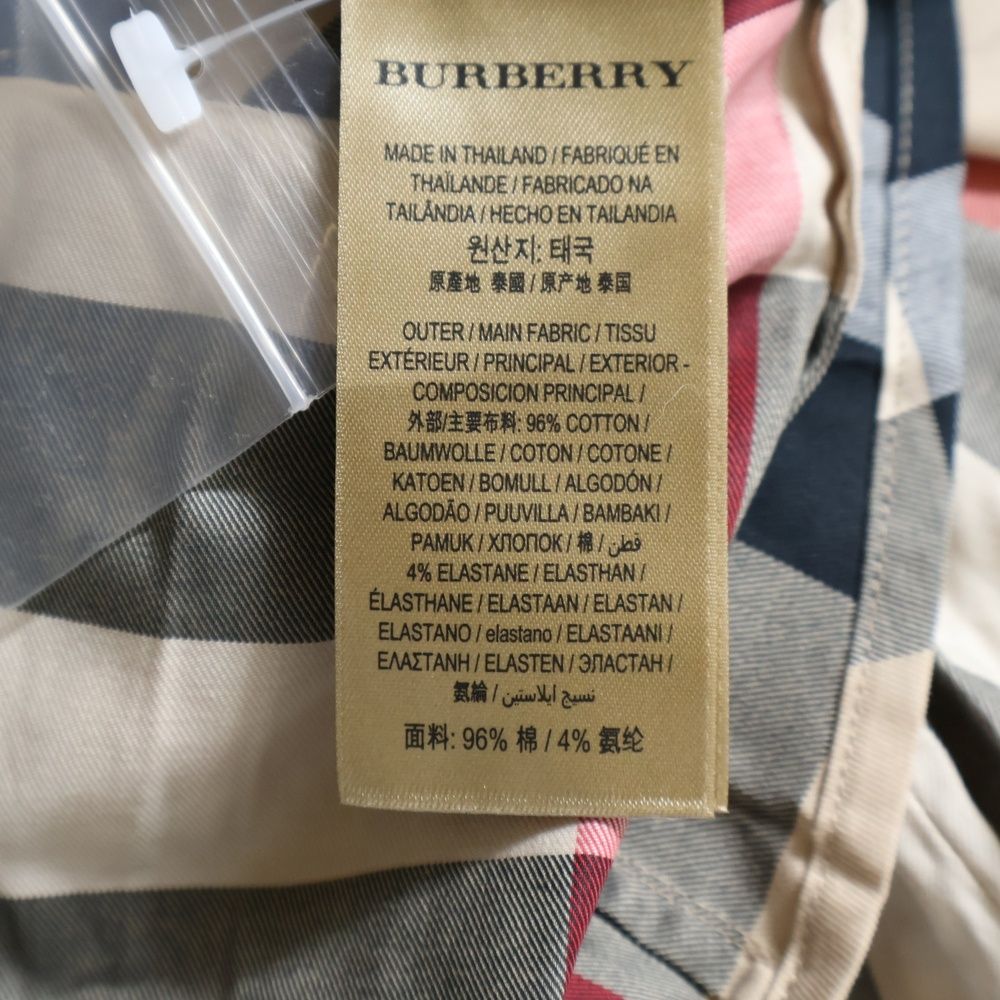 BURBERRY
MADE IN THAILAND / FABRIQUÉ EN
THAÏLANDE / FABRICADO NA
TAILÂNDIA / HECHO EN TAILANDIA
원산지: 태국
原產地 泰國 / 原产地 泰国
OUTER / MAIN FABRIC / TISSU
EXTÉRIEUR / PRINCIPAL / EXTERIOR -
COMPOSICION PRINCIPAL /
外部/主要布料: 96% COTTON /
BAUMWOLLE / COTON / COTONE /
KATOEN / BOMULL / ALGODÓN /
ALGODÃO / PUUVILLA / BAMBAKI /
PAMUK / ХЛОПОК / 棉 / قطن
4% ELASTANE / ELASTHAN /
ÉLASTHANE / ELASTAAN / ELASTAN /
ELASTANO / elastano / ELASTAANI /
ΕΛΑΣΤΑΝΗ / ELASTEN / ЭЛАСТАН /
氨綸 / نسيج ايلاستين
面料: 96% 棉 / 4% 氨纶